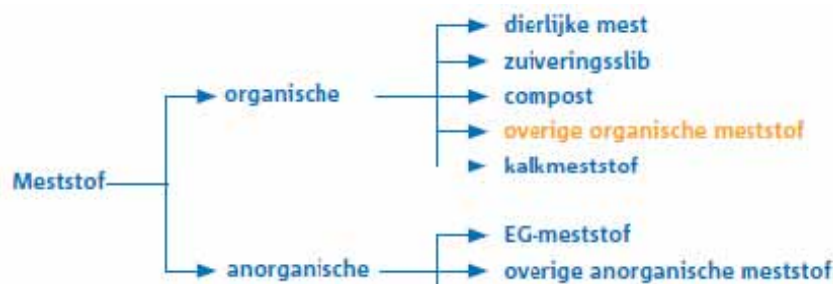 dierlijke mest
zuiveringsslib
organische
compost
overige organische meststof
kalkmeststof
Meststof
EG-meststof
anorganische
overige anorganische meststof